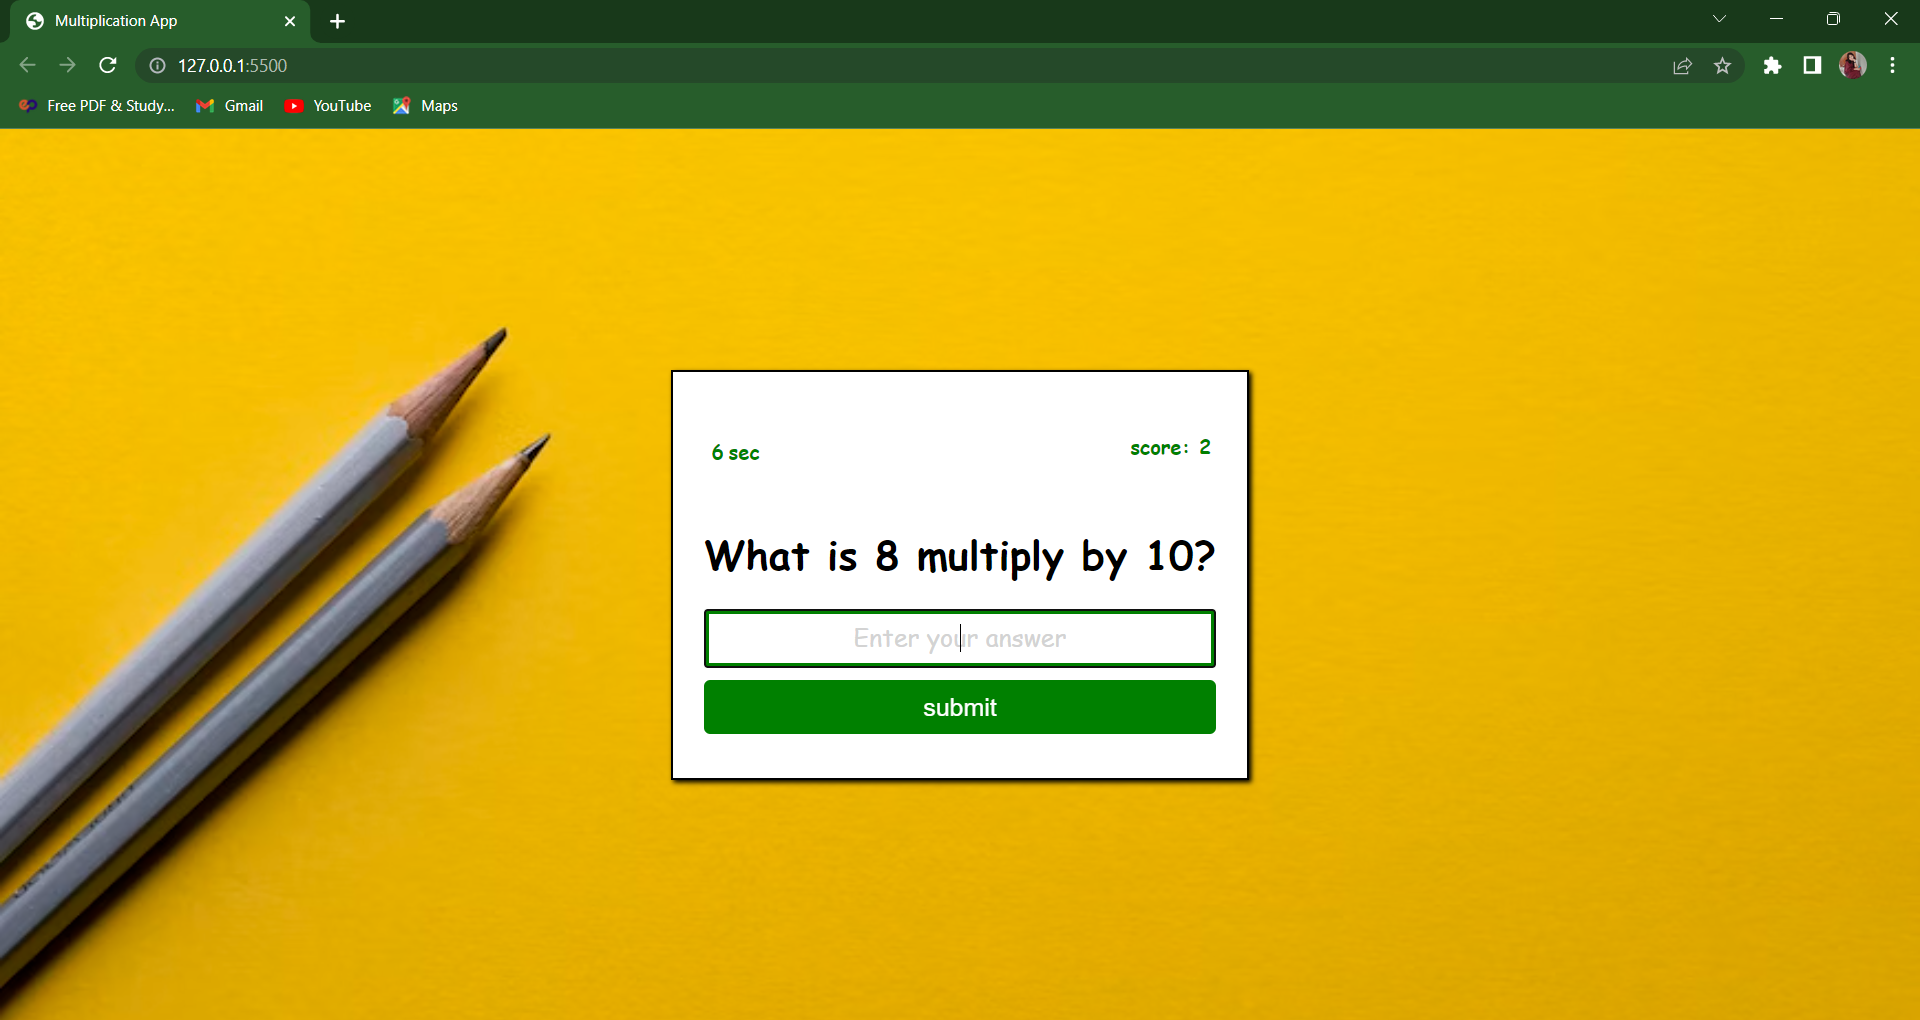 Multiplication App
127.0.0.1:5500
Free PDF & Study...
Gmail
YouTube
Maps
6 sec
score: 2
What is 8 multiply by 10?
Enter your answer
submit